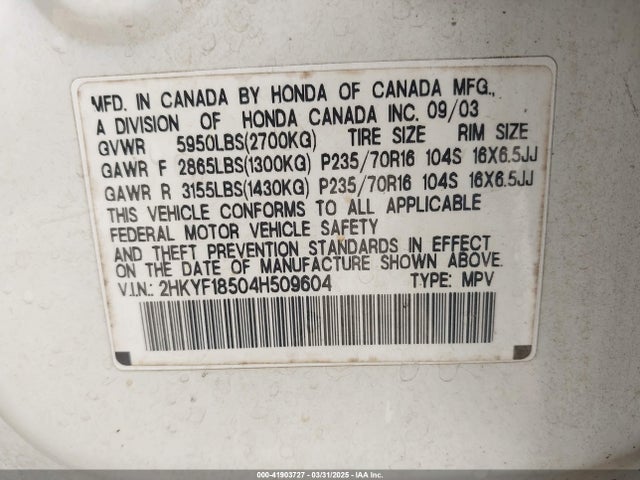 MFD. IN CANADA BY HONDA OF CANADA MFG.,
A DIVISION OF HONDA CANADA INC. 09/03
GVWR 5950LBS(2700KG) TIRE SIZE RIM SIZE
GAWR F 2865LBS(1300KG) P235/70R16 104S 16X6.5JJ
GAWR R 3155LBS(1430KG) P235/70R16 104S 16X6.5JJ
THIS VEHICLE CONFORMS TO ALL APPLICABLE
FEDERAL MOTOR VEHICLE SAFETY
AND THEFT PREVENTION STANDARDS IN EFFECT
ON THE DATE OF MANUFACTURE SHOWN ABOVE.
V.I.N.: 2HKYF18504H509604 TYPE: MPV
000-41903727 - 03/31/2025 - IAA Inc.